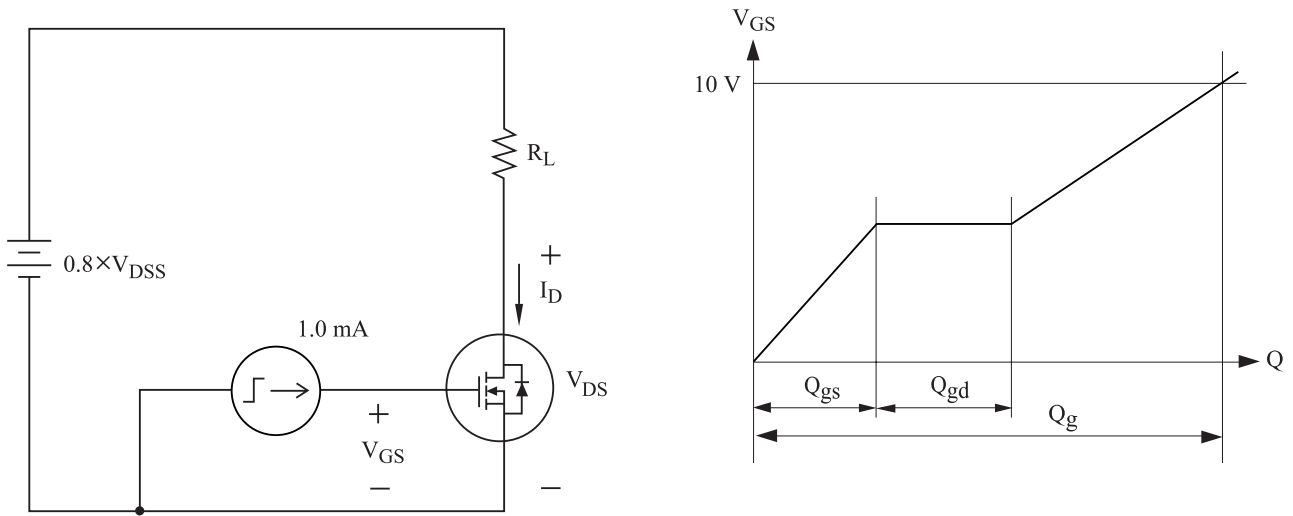 R_L
0.8×V_DSS
+
I_D
1.0 mA
V_DS
+
V_GS
−
−
V_GS
10 V
Q
Q_gs
Q_gd
Q_g